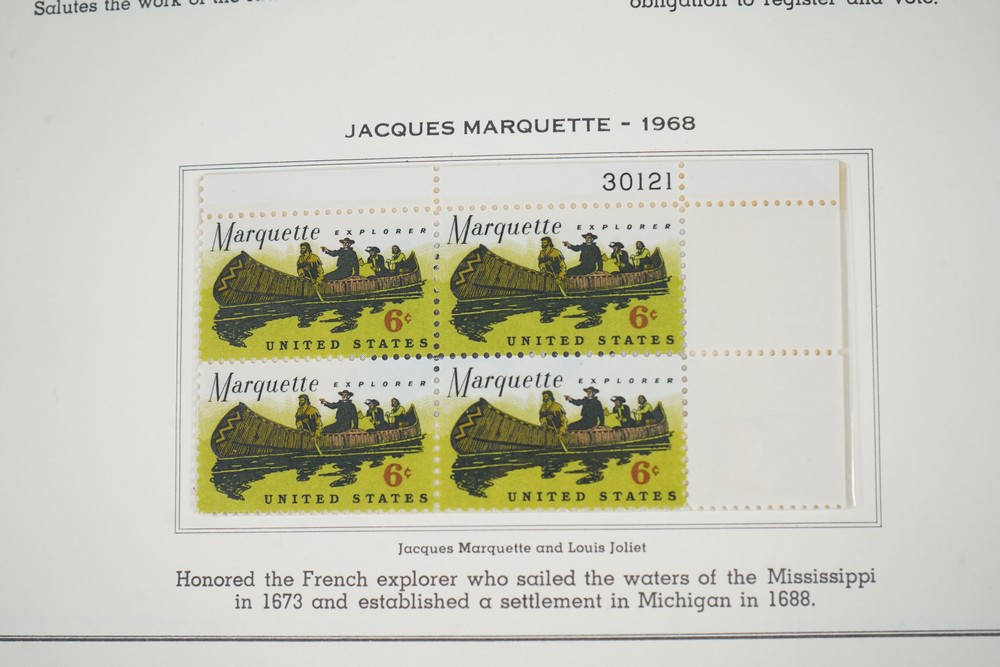 Salutes the work of the
obligation to register and vote.
JACQUES MARQUETTE - 1968
30121
Marquette EXPLORER
6¢
UNITED STATES
Marquette EXPLORER
6¢
UNITED STATES
Marquette EXPLORER
6¢
UNITED STATES
Marquette EXPLORER
6¢
UNITED STATES
Jacques Marquette and Louis Joliet
Honored the French explorer who sailed the waters of the Mississippi
in 1673 and established a settlement in Michigan in 1688.